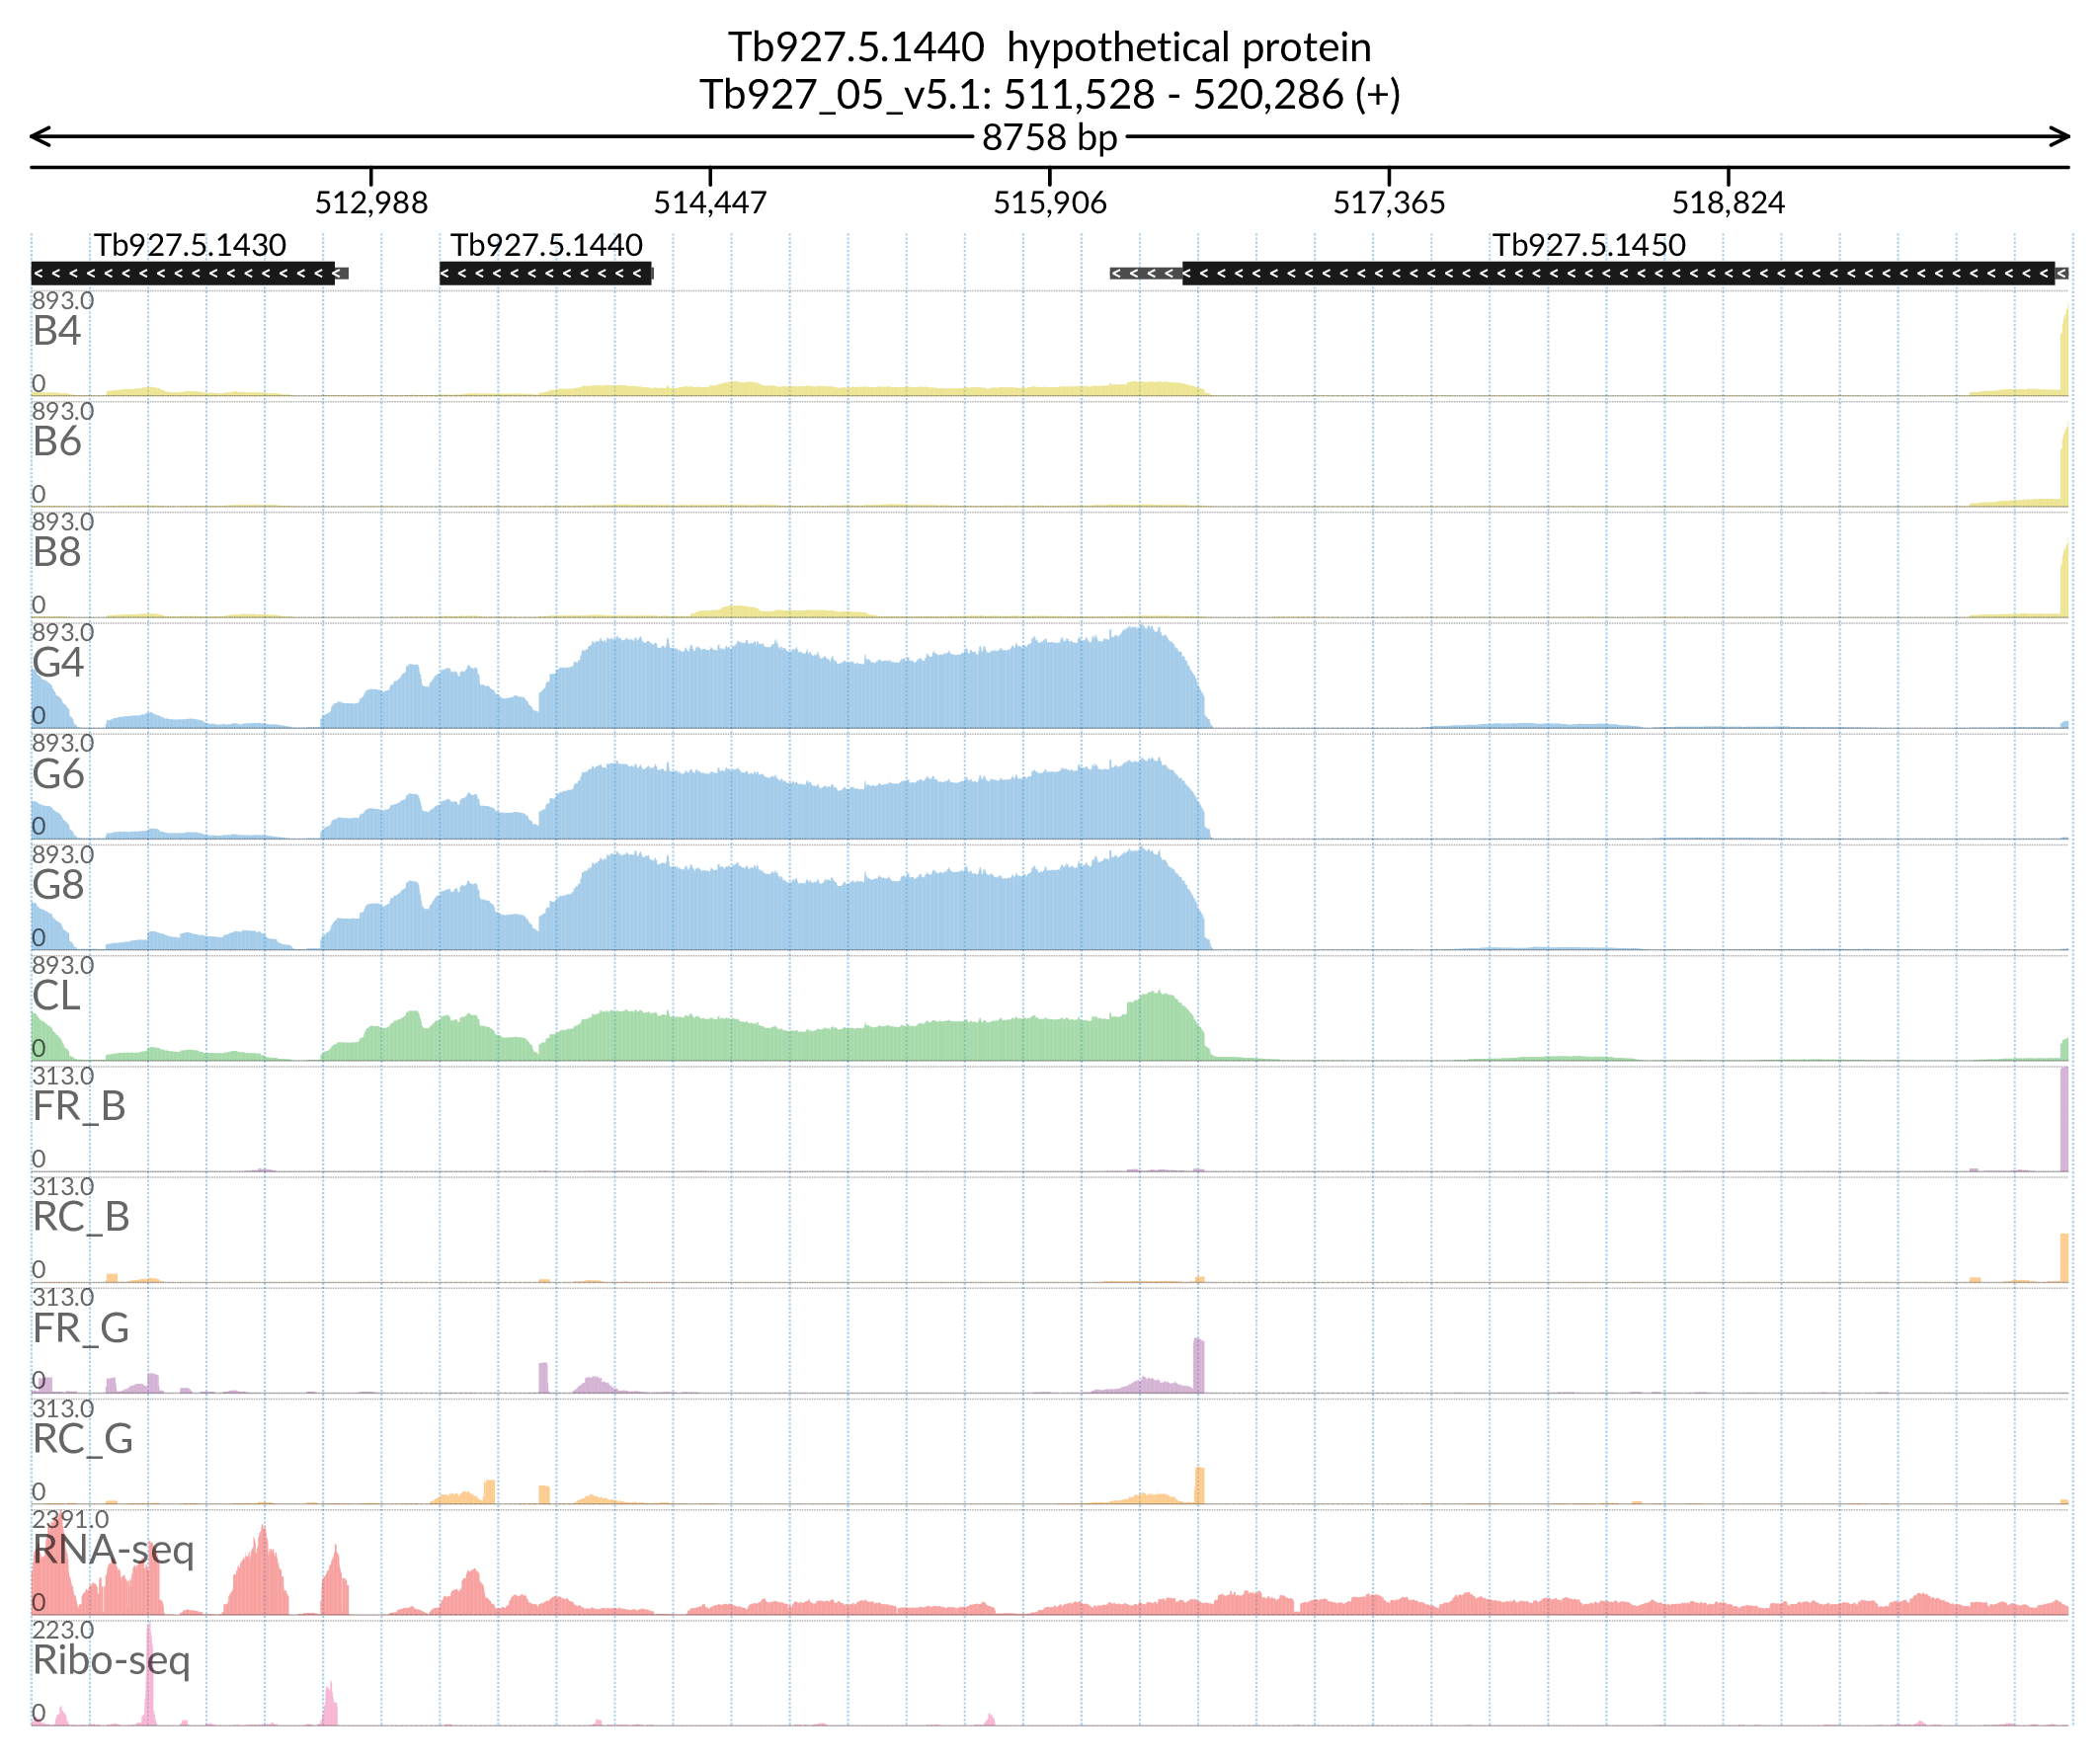 Tb927.5.1440  hypothetical protein
Tb927_05_v5.1: 511,528 - 520,286 (+)
8758 bp
512,988 514,447 515,906 517,365 518,824
Tb927.5.1430 Tb927.5.1440 Tb927.5.1450
893.0
B4
0
893.0
B6
0
893.0
B8
0
893.0
G4
0
893.0
G6
0
893.0
G8
0
893.0
CL
0
313.0
FR_B
0
313.0
RC_B
0
313.0
FR_G
0
313.0
RC_G
0
2391.0
RNA-seq
0
223.0
Ribo-seq
0